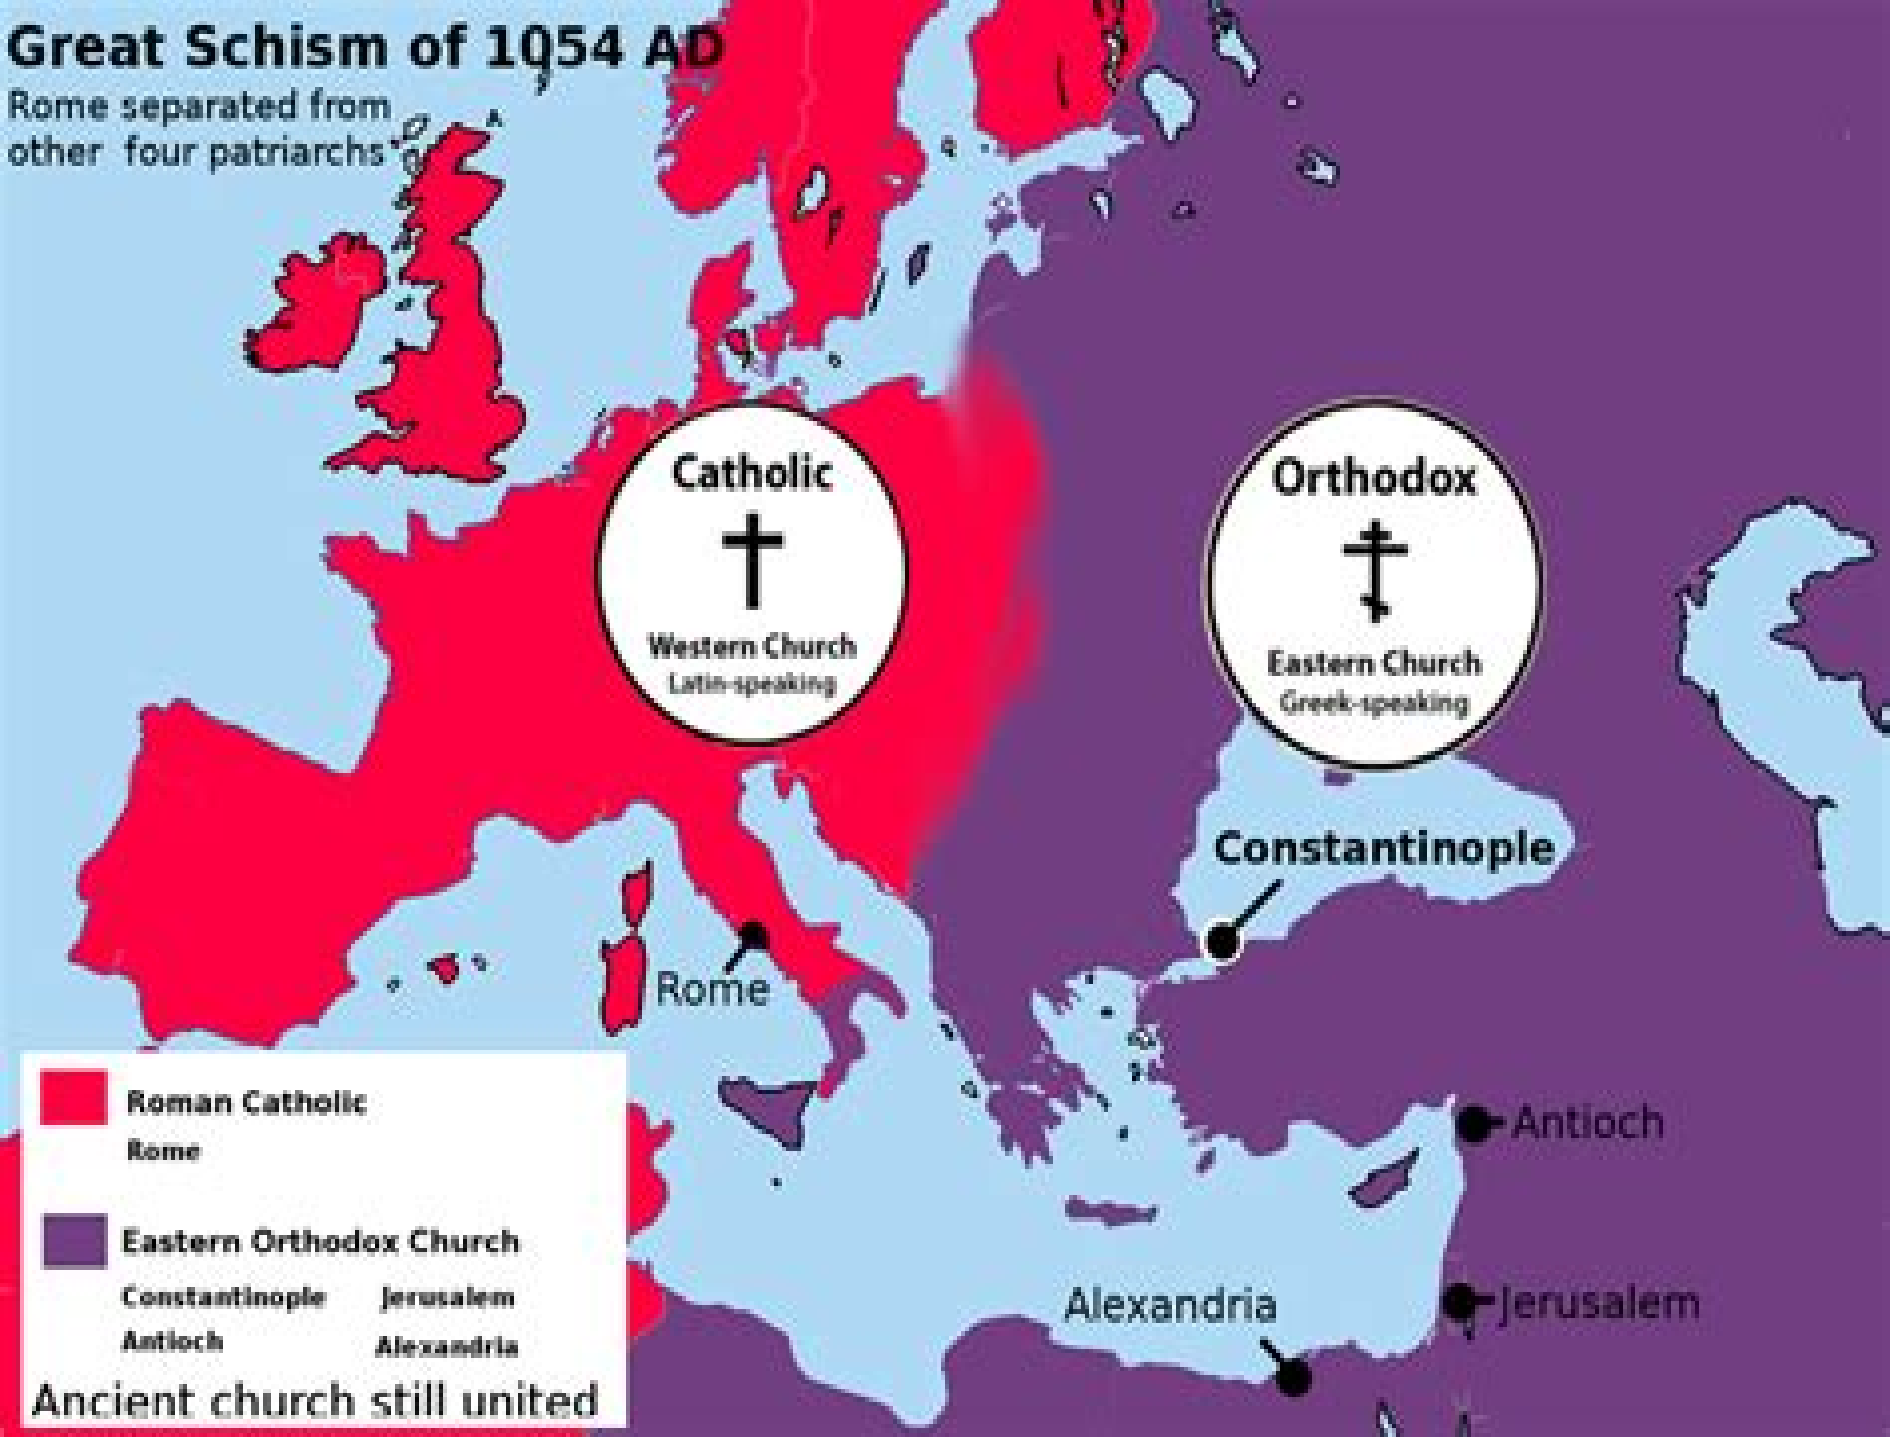 Great Schism of 1054 AD
Rome separated from
other four patriarchs
Catholic
Western Church
Latin-speaking
Orthodox
Eastern Church
Greek-speaking
Constantinople
Rome
Antioch
Alexandria
Jerusalem
Roman Catholic
Rome
Eastern Orthodox Church
Constantinople Jerusalem
Antioch Alexandria
Ancient church still united